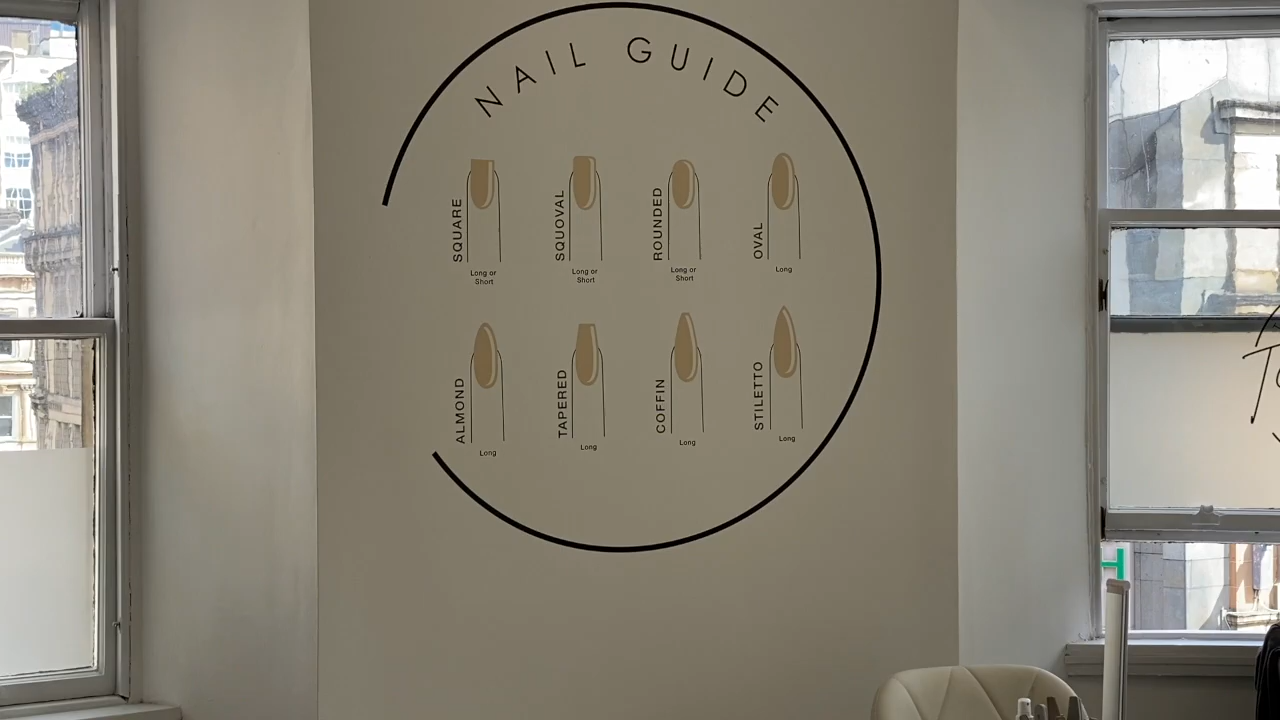 NAIL GUIDE
SQUARE
Long or
Short
SQUOVAL
Long or
Short
ROUNDED
Long or
Short
OVAL
Long
ALMOND
Long
TAPERED
Long
COFFIN
Long
STILETTO
Long